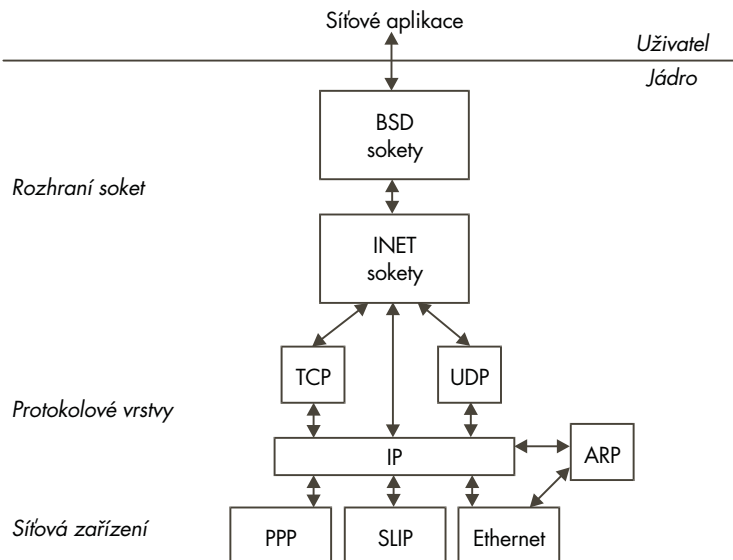 Síťové aplikace
Uživatel
Jádro
BSD
sokety
Rozhraní soket
INET
sokety
TCP
UDP
Protokolové vrstvy
IP
ARP
Síťová zařízení
PPP
SLIP
Ethernet